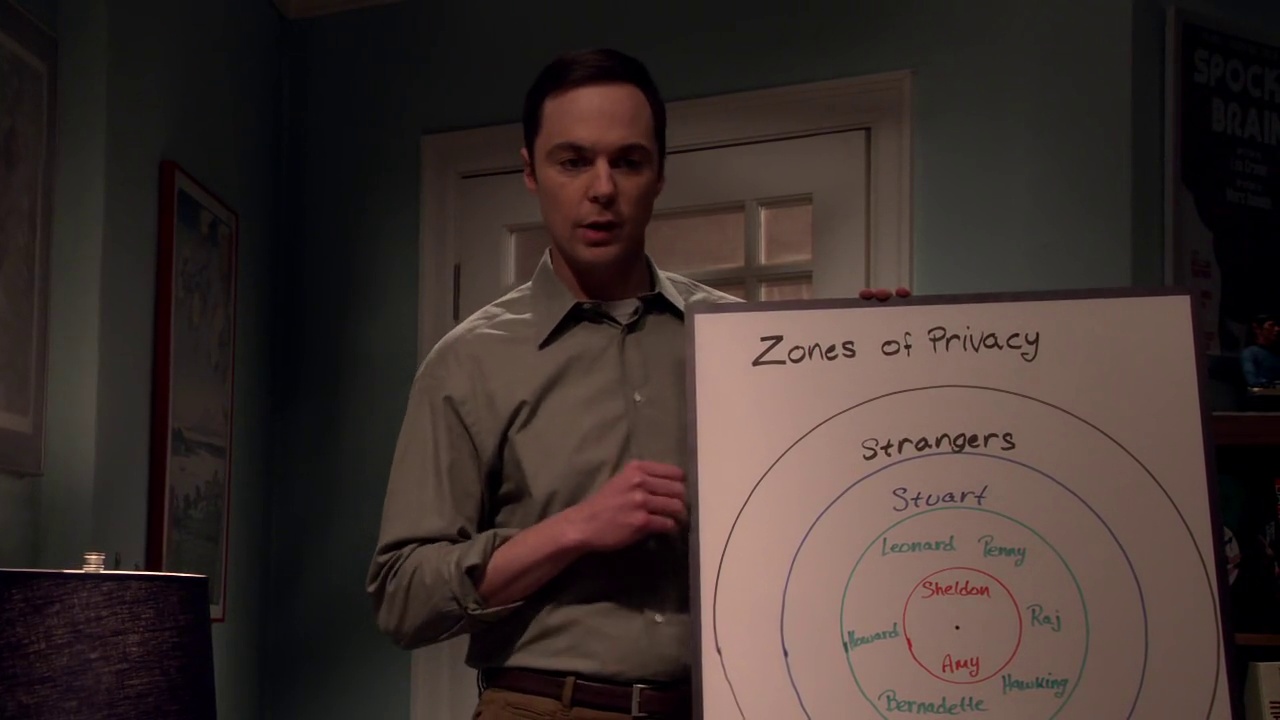 SPOCK
BRAIN
Zones of Privacy
Strangers
Stuart
Leonard Penny
Sheldon
Raj
Howard
Amy
Hawking
Bernadette